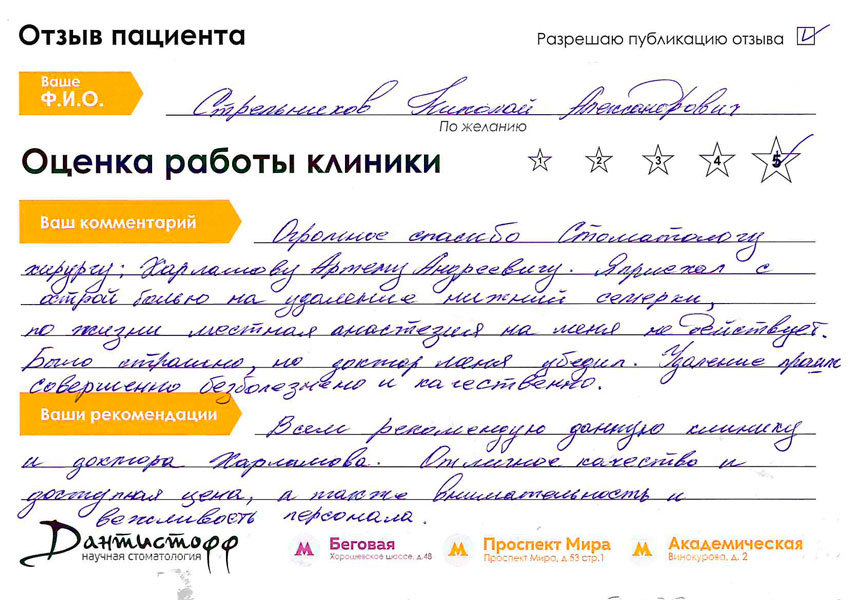 Отзыв пациента
Разрешаю публикацию отзыва
Ваше
Ф.И.О.
Стрельников Николай Александрович
По желанию
Оценка работы клиники
1 2 3 4 5
Ваш комментарий
Огромное спасибо Стоматологу
хирургу: Харламову Артему Андреевичу. Я приехал с
острой болью на удаление нижний семерки,
по жизни местная анастезия на меня не действует.
Было страшно, но доктор меня убедил. Удаление прошло
совершенно безболезнено и качественно.
Ваши рекомендации
Всем рекомендую данную клинику
и доктора Харламова. Отличное качество и
доступная цена, а также внимательность и
вежливость персонала.
Дантистофф
научная стоматология
Беговая
Хорошевское шоссе, д.48
Проспект Мира
Проспект Мира, д.53 стр.1
Академическая
Винокурова, д. 2